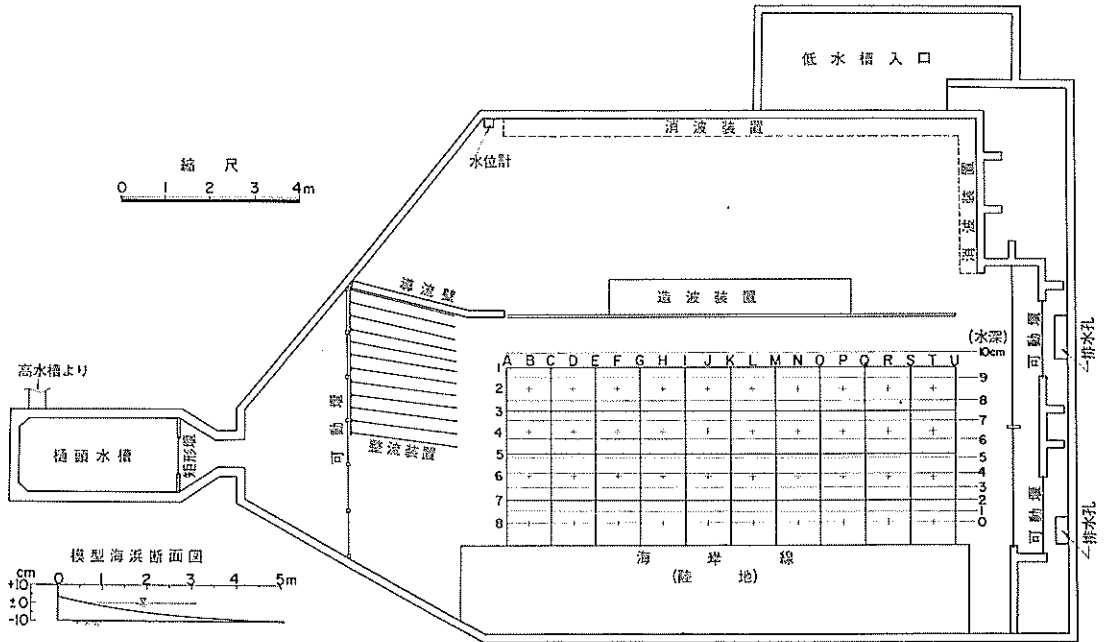 低水槽入口
消波装置
水位計
縮尺
0 1 2 3 4m
消波装置
導流壁
造波装置
(水深)
10cm
A B C D E F G H I J K L M N O P Q R S T U
1
2
3
4
5
6
7
8
9
8
7
6
5
4
3
2
1
0
可動堰
排水孔
可動堰
排水孔
高水槽より
樋頭水槽
矩形堰
可動堰
整流装置
海岸線
(陸地)
模型海浜断面図
cm
+10
±0
-10
0 1 2 3 4 5m